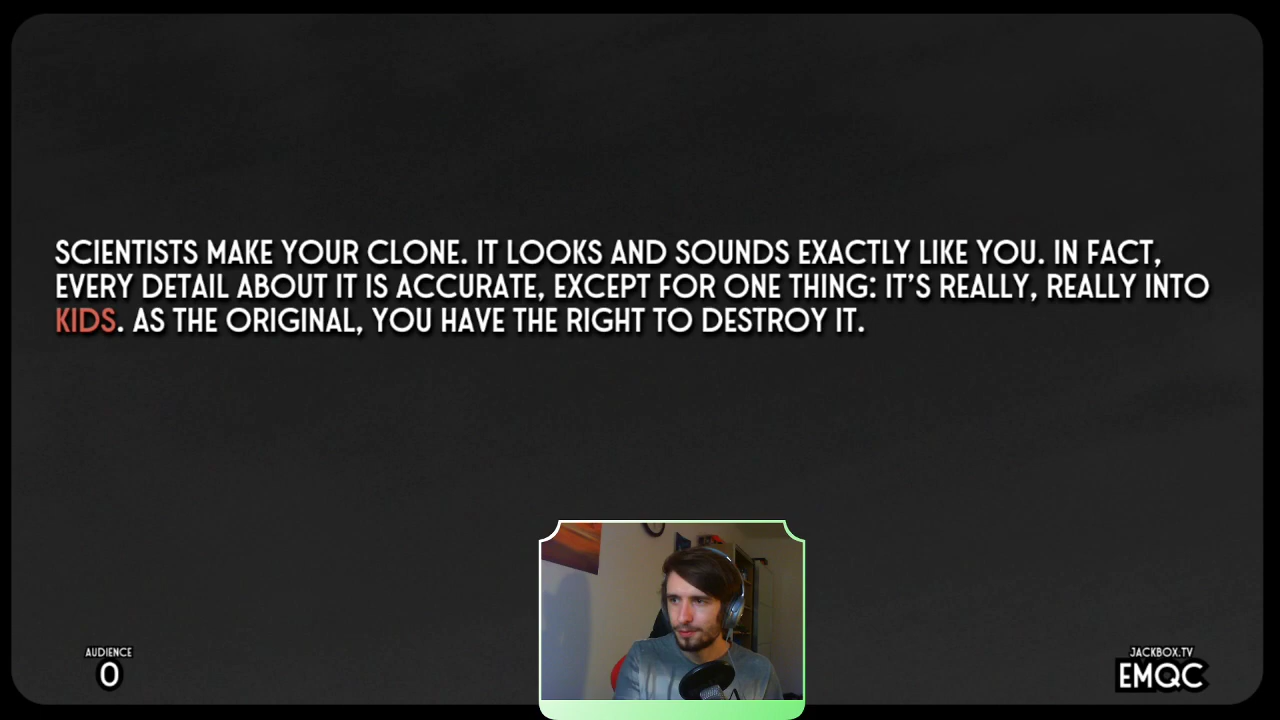 SCIENTISTS MAKE YOUR CLONE. IT LOOKS AND SOUNDS EXACTLY LIKE YOU. IN FACT,
EVERY DETAIL ABOUT IT IS ACCURATE, EXCEPT FOR ONE THING: IT'S REALLY, REALLY INTO
KIDS. AS THE ORIGINAL, YOU HAVE THE RIGHT TO DESTROY IT.
AUDIENCE
0
JACKBOX.TV
EMQC